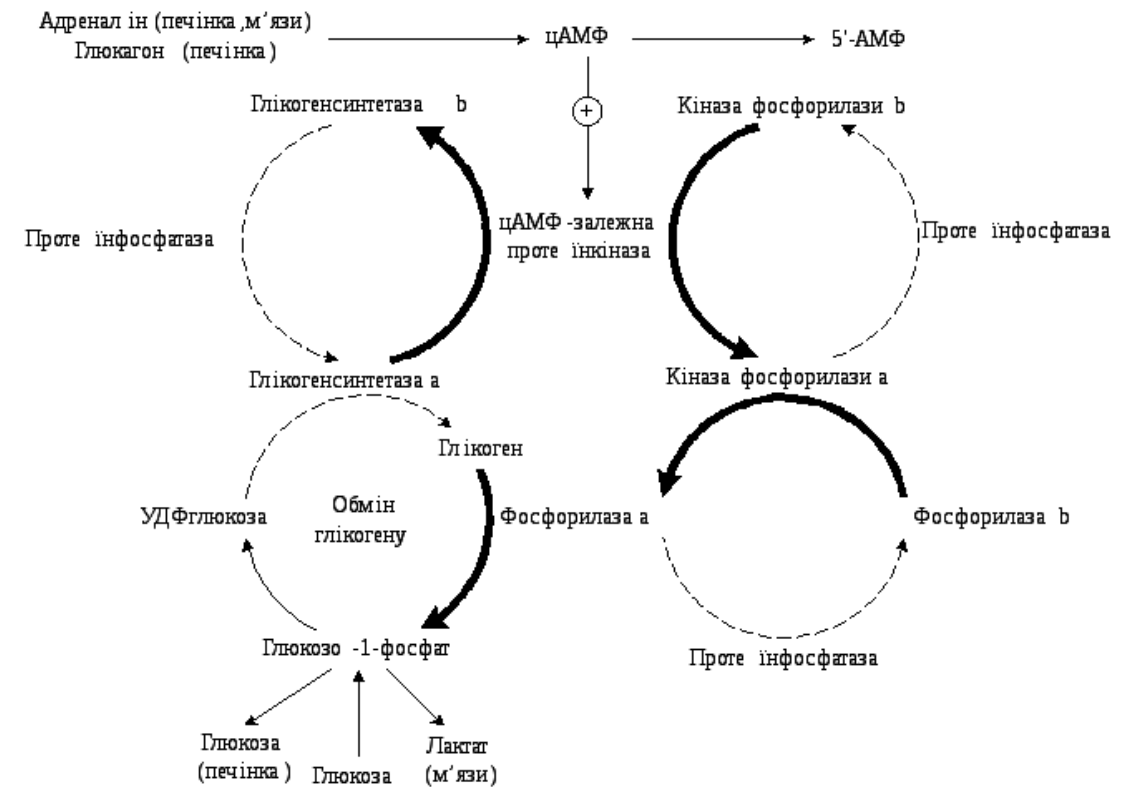 Адренал ін (печінка ,м’язи)
Глюкагон (печінка )
цАМФ
5'-АМФ
+
Глікогенсинтетаза b
Кіназа фосфорилази b
Проте їнфосфатаза
цАМФ -залежна
проте їнкіназа
Проте їнфосфатаза
Глікогенсинтетаза а
Кіназа фосфорилази а
Гл ікоген
УДФглюкоза
Обмін
глікогену
Фосфорилаза а
Фосфорилаза b
Глюкозо -1-фосфат
Проте їнфосфатаза
Глюкоза
(печінка )
Глюкоза
Лактат
(м’язи)